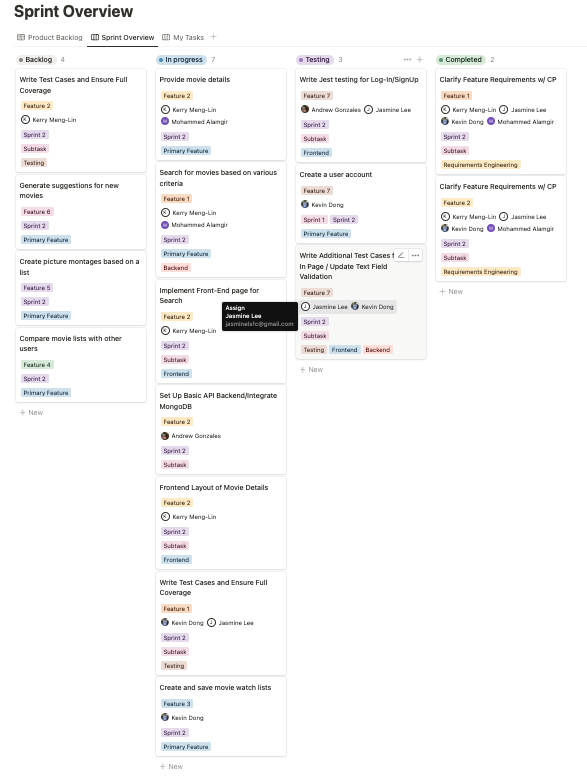 Sprint Overview
Product Backlog
Sprint Overview
My Tasks
Backlog 4
Write Test Cases and Ensure Full
Coverage
Feature 2
Kerry Meng-Lin
Sprint 2
Subtask
Testing
Generate suggestions for new
movies
Feature 6
Sprint 2
Primary Feature
Create picture montages based on a
list
Feature 5
Sprint 2
Primary Feature
Compare movie lists with other
users
Feature 4
Sprint 2
Primary Feature
+ New
In progress 7
Provide movie details
Feature 2
K Kerry Meng-Lin
Mohammed Alamgir
Sprint 2
Primary Feature
Search for movies based on various
criteria
Feature 1
K Kerry Meng-Lin
Mohammed Alamgir
Sprint 2
Primary Feature
Backend
Implement Front-End page for
Search
Feature 2
K Kerry Meng-Lin
Sprint 2
Subtask
Frontend
Assign
Jasmine Lee
Set Up Basic API Backend/Integrate
MongoDB
Feature 2
Andrew Gonzales
Sprint 2
Subtask
Frontend Layout of Movie Details
Feature 2
K Kerry Meng-Lin
Sprint 2
Subtask
Frontend
Write Test Cases and Ensure Full
Coverage
Feature 1
Kevin Dong J Jasmine Lee
Sprint 2
Subtask
Testing
Create and save movie watch lists
Feature 3
Kevin Dong
Sprint 2
Primary Feature
+ New
Testing 3
Write Jest testing for Log-In/SignUp
Feature 7
Andrew Gonzales J Jasmine Lee
Sprint 2
Subtask
Frontend
Create a user account
Feature 7
Kevin Dong
Sprint 1 Sprint 2
Primary Feature
Write Additional Test Cases
In Page / Update Text Field
Validation
Feature 7
J Jasmine Lee Kevin Dong
Sprint 2
Subtask
Testing Frontend Backend
+ New
Completed 2
Clarify Feature Requirements w/ CP
Feature 1
K Kerry Meng-Lin J Jasmine Lee
Kevin Dong Mohammed Alamgir
Sprint 2
Subtask
Requirements Engineering
Clarify Feature Requirements w/ CP
Feature 2
K Kerry Meng-Lin J Jasmine Lee
Kevin Dong Mohammed Alamgir
Sprint 2
Subtask
Requirements Engineering
+ New